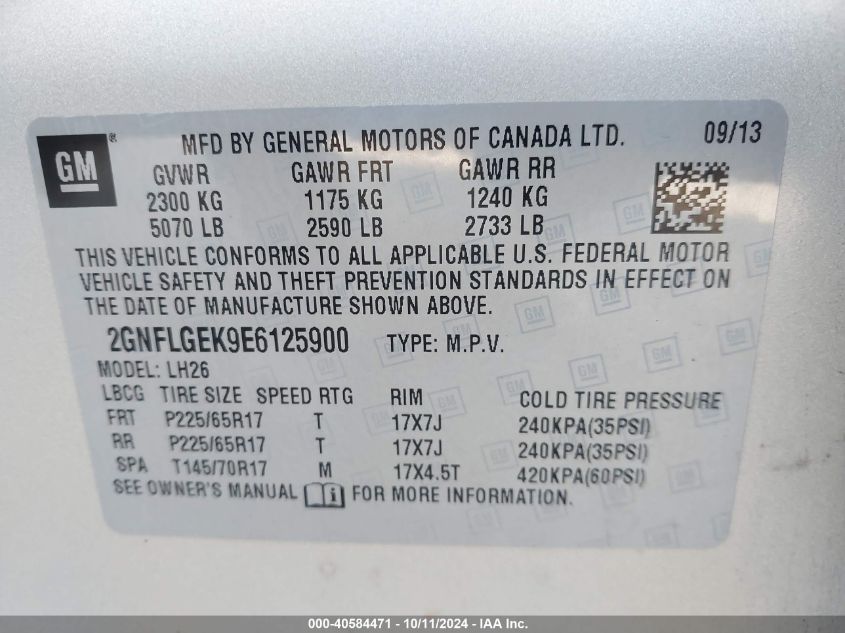 GM® MFD BY GENERAL MOTORS OF CANADA LTD. 09/13
GVWR GAWR FRT GAWR RR
2300 KG 1175 KG 1240 KG
5070 LB 2590 LB 2733 LB
THIS VEHICLE CONFORMS TO ALL APPLICABLE U.S. FEDERAL MOTOR
VEHICLE SAFETY AND THEFT PREVENTION STANDARDS IN EFFECT ON
THE DATE OF MANUFACTURE SHOWN ABOVE.
2GNFLGEK9E6125900 TYPE: M.P.V.
MODEL: LH26
LBCG TIRE SIZE SPEED RTG RIM COLD TIRE PRESSURE
FRT P225/65R17 T 17X7J 240KPA(35PSI)
RR P225/65R17 T 17X7J 240KPA(35PSI)
SPA T145/70R17 M 17X4.5T 420KPA(60PSI)
SEE OWNER'S MANUAL i FOR MORE INFORMATION.
000-40584471 - 10/11/2024 - IAA Inc.